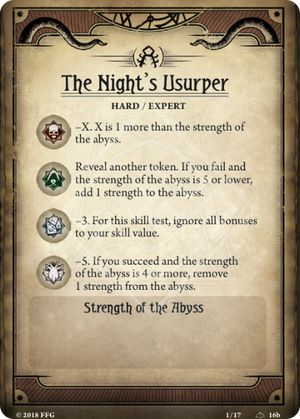 The Night's Usurper
HARD / EXPERT
–X. X is 1 more than the strength of
the abyss.
Reveal another token. If you fail and
the strength of the abyss is 5 or lower,
add 1 strength to the abyss.
–3. For this skill test, ignore all bonuses
to your skill value.
–5. If you succeed and the strength
of the abyss is 4 or more, remove
1 strength from the abyss.
Strength of the Abyss
© 2018 FFG 1/17 16b